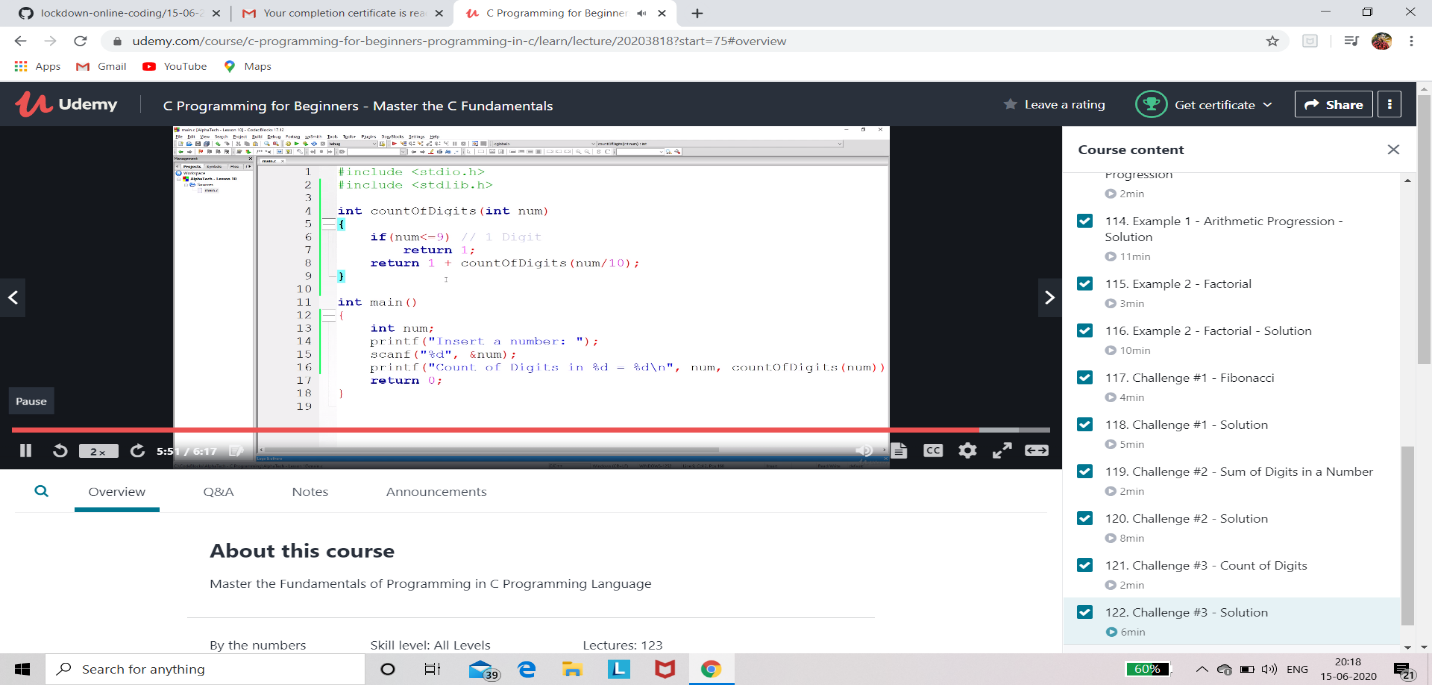 lockdown-online-coding/15-06-2
Your completion certificate is rea
C Programming for Beginner
udemy.com/course/c-programming-for-beginners-programming-in-c/learn/lecture/20203818?start=75#overview
Apps Gmail YouTube Maps
Udemy C Programming for Beginners - Master the C Fundamentals Leave a rating Get certificate Share
1 #include <stdio.h>
2 #include <stdlib.h>
3
4 int countOfDigits(int num)
5 {
6 if(num<=9) // 1 Digit
7 return 1;
8 return 1 + countOfDigits(num/10);
9 }
10
11 int main()
12 {
13 int num;
14 printf("Insert a number: ");
15 scanf("%d", &num);
16 printf("Count of Digits in %d = %d\n", num, countOfDigits(num))
17 return 0;
18 }
19
Pause
2 x 5:51 / 6:17 CC
Course content
Progression
2min
114. Example 1 - Arithmetic Progression -
Solution
11min
115. Example 2 - Factorial
3min
116. Example 2 - Factorial - Solution
10min
117. Challenge #1 - Fibonacci
4min
118. Challenge #1 - Solution
5min
119. Challenge #2 - Sum of Digits in a Number
2min
120. Challenge #2 - Solution
8min
121. Challenge #3 - Count of Digits
2min
122. Challenge #3 - Solution
6min
Overview Q&A Notes Announcements
About this course
Master the Fundamentals of Programming in C Programming Language
By the numbers Skill level: All Levels Lectures: 123
Search for anything
39
60%
ENG
20:18
15-06-2020
21